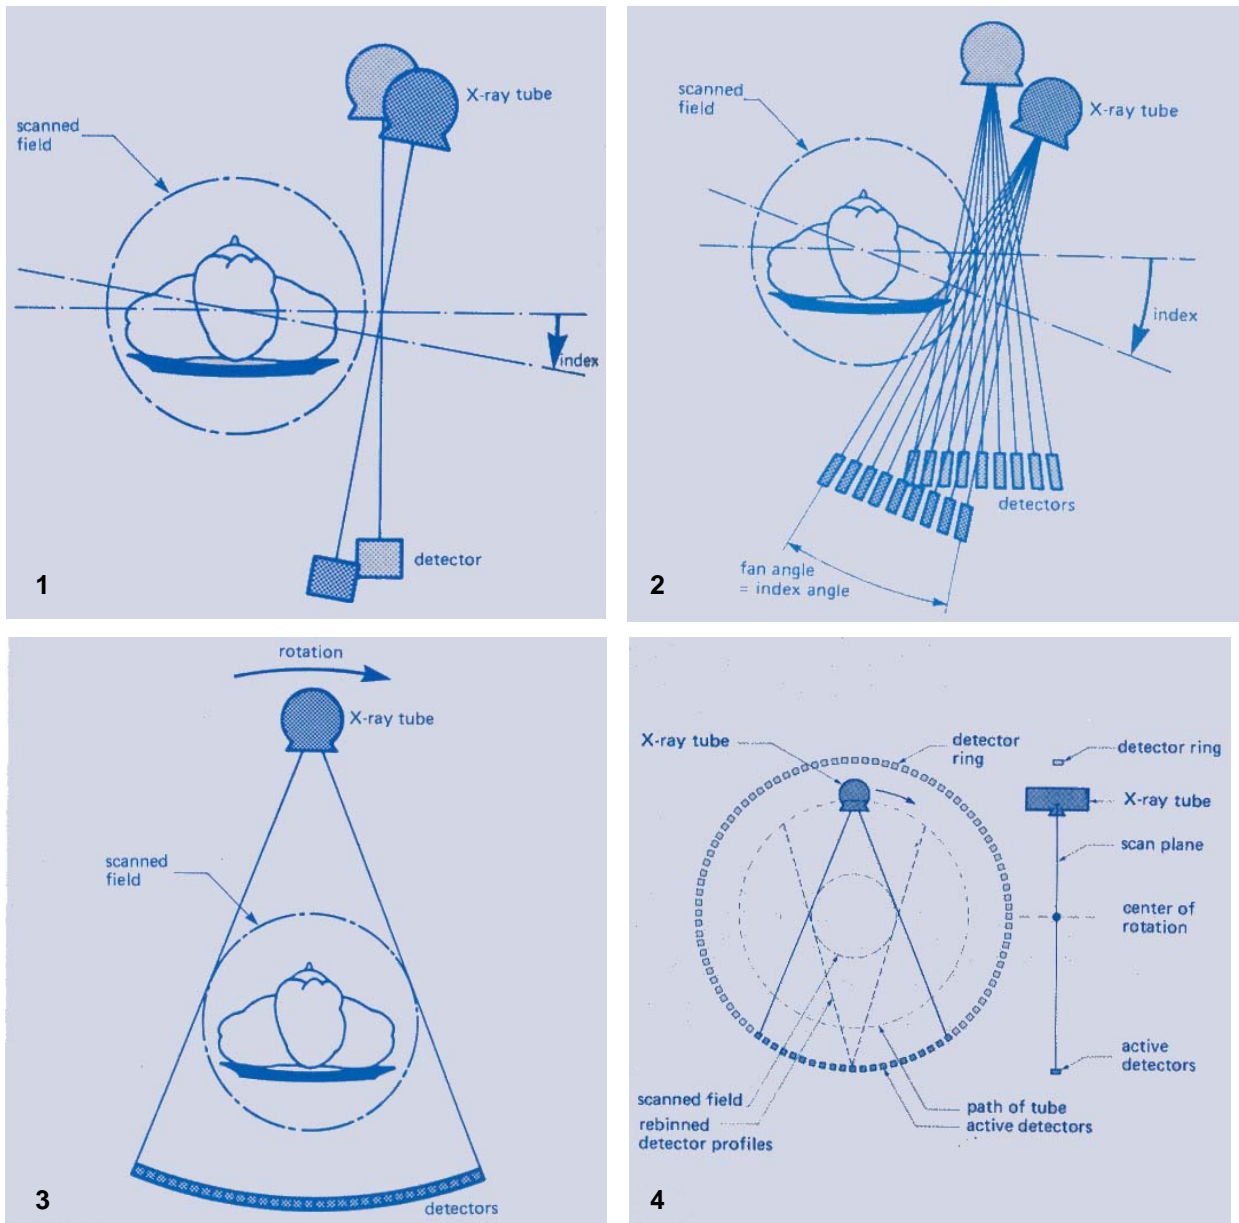 X-ray tube
scanned
field
index
detector
1
scanned
field
X-ray tube
index
detectors
fan angle
= index angle
2
rotation
X-ray tube
scanned
field
detectors
3
X-ray tube
detector
ring
detector ring
X-ray tube
scan plane
center of
rotation
active
detectors
scanned field
rebinned
detector profiles
path of tube
active detectors
4